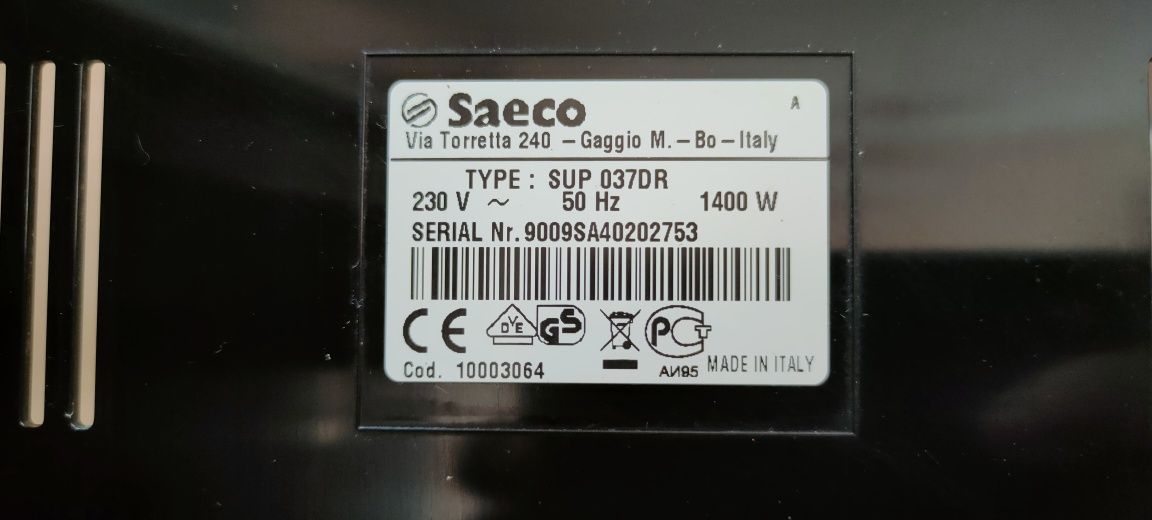 Saeco A
Via Torretta 240 – Gaggio M. – Bo – Italy
TYPE : SUP 037DR
230 V ~ 50 Hz 1400 W
SERIAL Nr. 9009SA40202753
CE DVE GS PCT
АИ95
Cod. 10003064 MADE IN ITALY